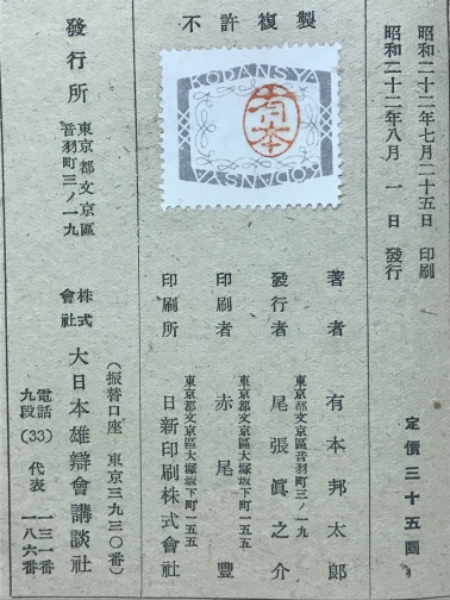 不許複製
昭和二十二年七月二十五日 印刷
昭和二十二年八月一日 發行
定價三十五圓
KODANSYA
有本
KODANSYA
著者 有本邦太郎
東京都文京區音羽町三ノ一九
發行者 尾張眞之介
東京都文京區大塚坂下町一五五
印刷者 赤尾豐
東京都文京區大塚坂下町一五五
印刷所 日新印刷株式會社
發行所
東京都文京區
音羽町三ノ一九
株式會社 大日本雄辯會講談社
(振替口座 東京三九三〇番)
電話九段(33) 代表 一三一番
一八六番